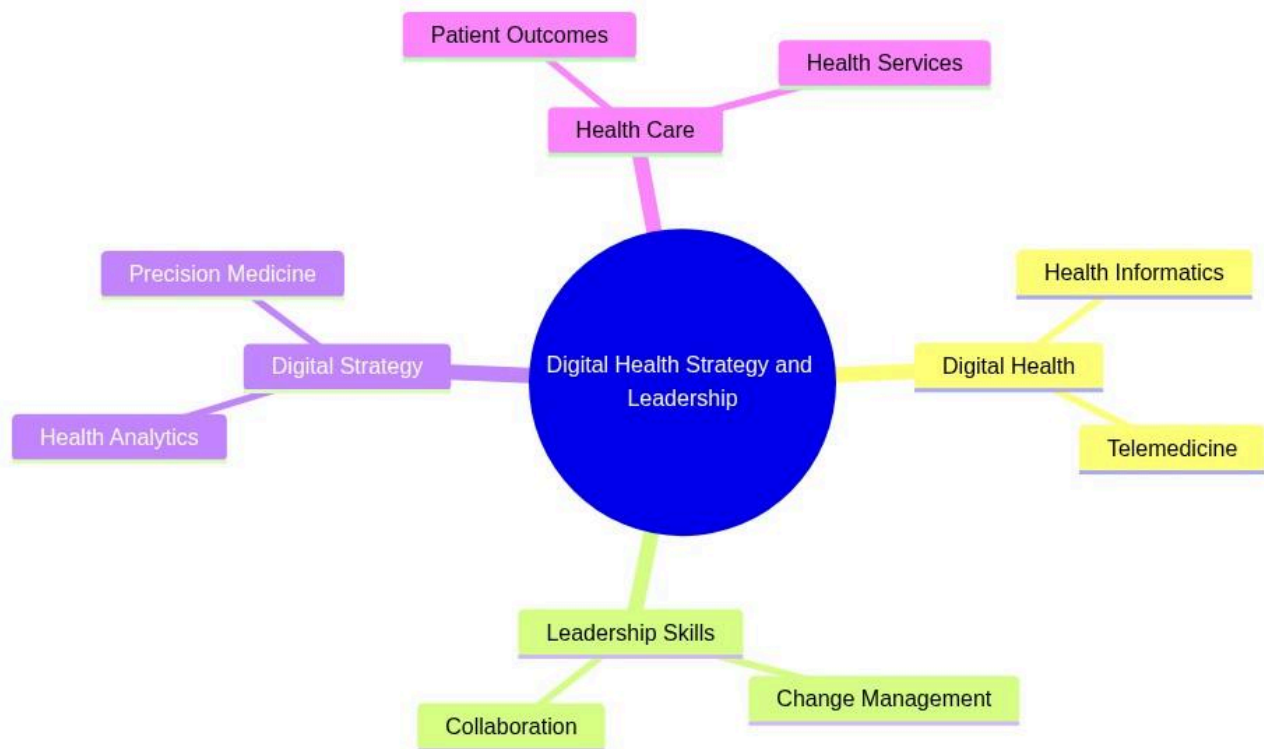 Patient Outcomes
Health Services
Health Care
Precision Medicine
Health Informatics
Digital Strategy
Digital Health Strategy and
Leadership
Digital Health
Health Analytics
Telemedicine
Leadership Skills
Change Management
Collaboration